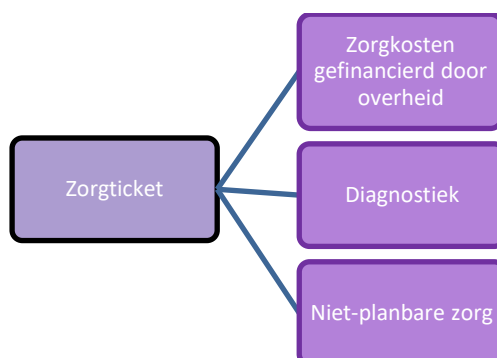 Zorgticket
Zorgkosten
gefinancierd door
overheid
Diagnostiek
Niet-planbare zorg